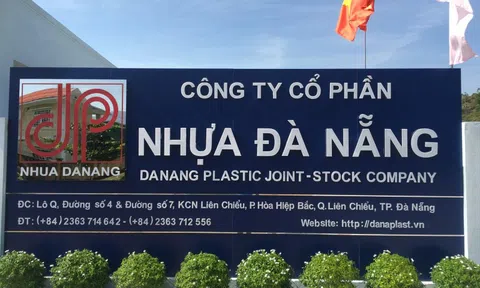 CÔNG TY CỔ PHẦN
NHỰA ĐÀ NẴNG
DANANG PLASTIC JOINT-STOCK COMPANY
dp
NHUA DANANG
ĐC: Lô Q, Đường số 4 & Đường số 7, KCN Liên Chiểu, P. Hòa Hiệp Bắc, Q. Liên Chiểu, TP. Đà Nẵng
ĐT: (+84) 2363 714 642 - (+84) 2363 712 556 Website: http://danaplast.vn